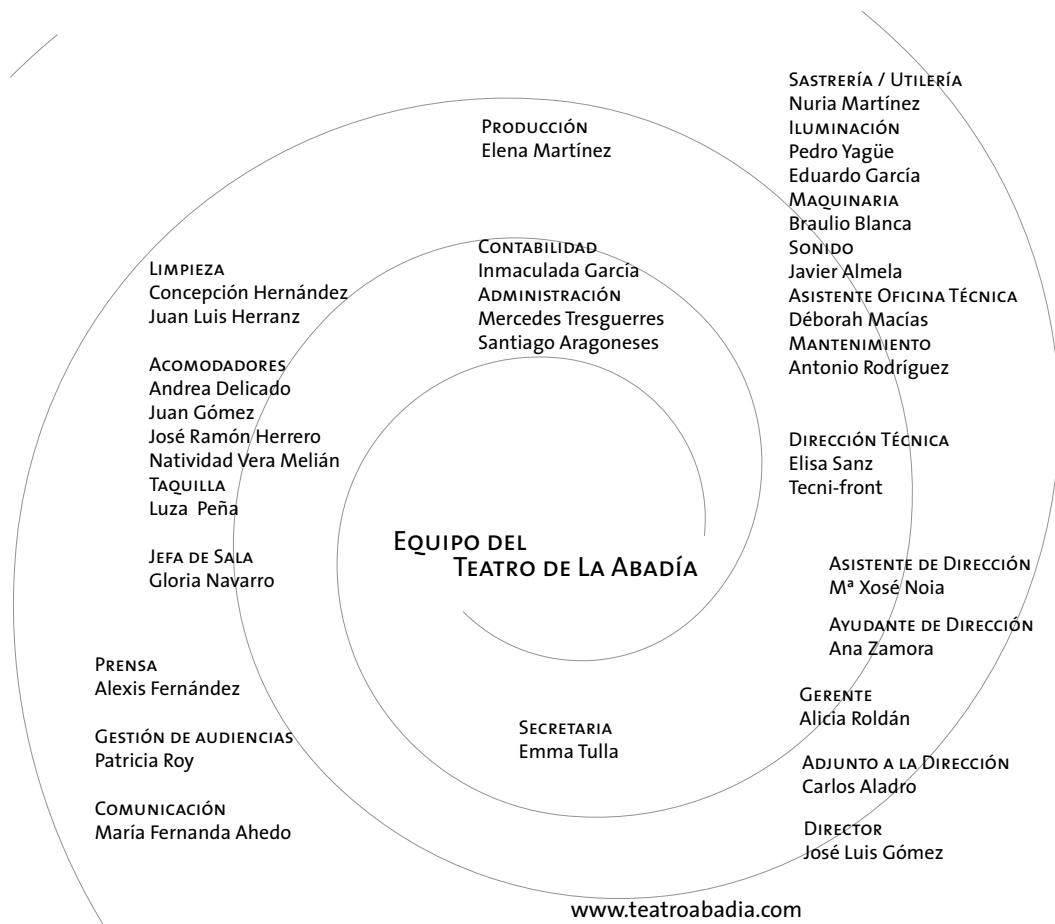 Sastrería / Utilería
Nuria Martínez
Iluminación
Pedro Yagüe
Eduardo García
Maquinaria
Braulio Blanca
Sonido
Javier Almela
Asistente Oficina Técnica
Déborah Macías
Mantenimiento
Antonio Rodríguez
Producción
Elena Martínez
Contabilidad
Inmaculada García
Administración
Mercedes Tresguerres
Santiago Aragoneses
Limpieza
Concepción Hernández
Juan Luis Herranz
Acomodadores
Andrea Delicado
Juan Gómez
José Ramón Herrero
Natividad Vera Melián
Taquilla
Luza Peña
Jefa de Sala
Gloria Navarro
Dirección Técnica
Elisa Sanz
Tecni-front
Equipo del
Teatro de La Abadía
Asistente de Dirección
Mª Xosé Noia
Ayudante de Dirección
Ana Zamora
Prensa
Alexis Fernández
Gestión de audiencias
Patricia Roy
Comunicación
María Fernanda Ahedo
Secretaria
Emma Tulla
Gerente
Alicia Roldán
Adjunto a la Dirección
Carlos Aladro
Director
José Luis Gómez
www.teatroabadia.com